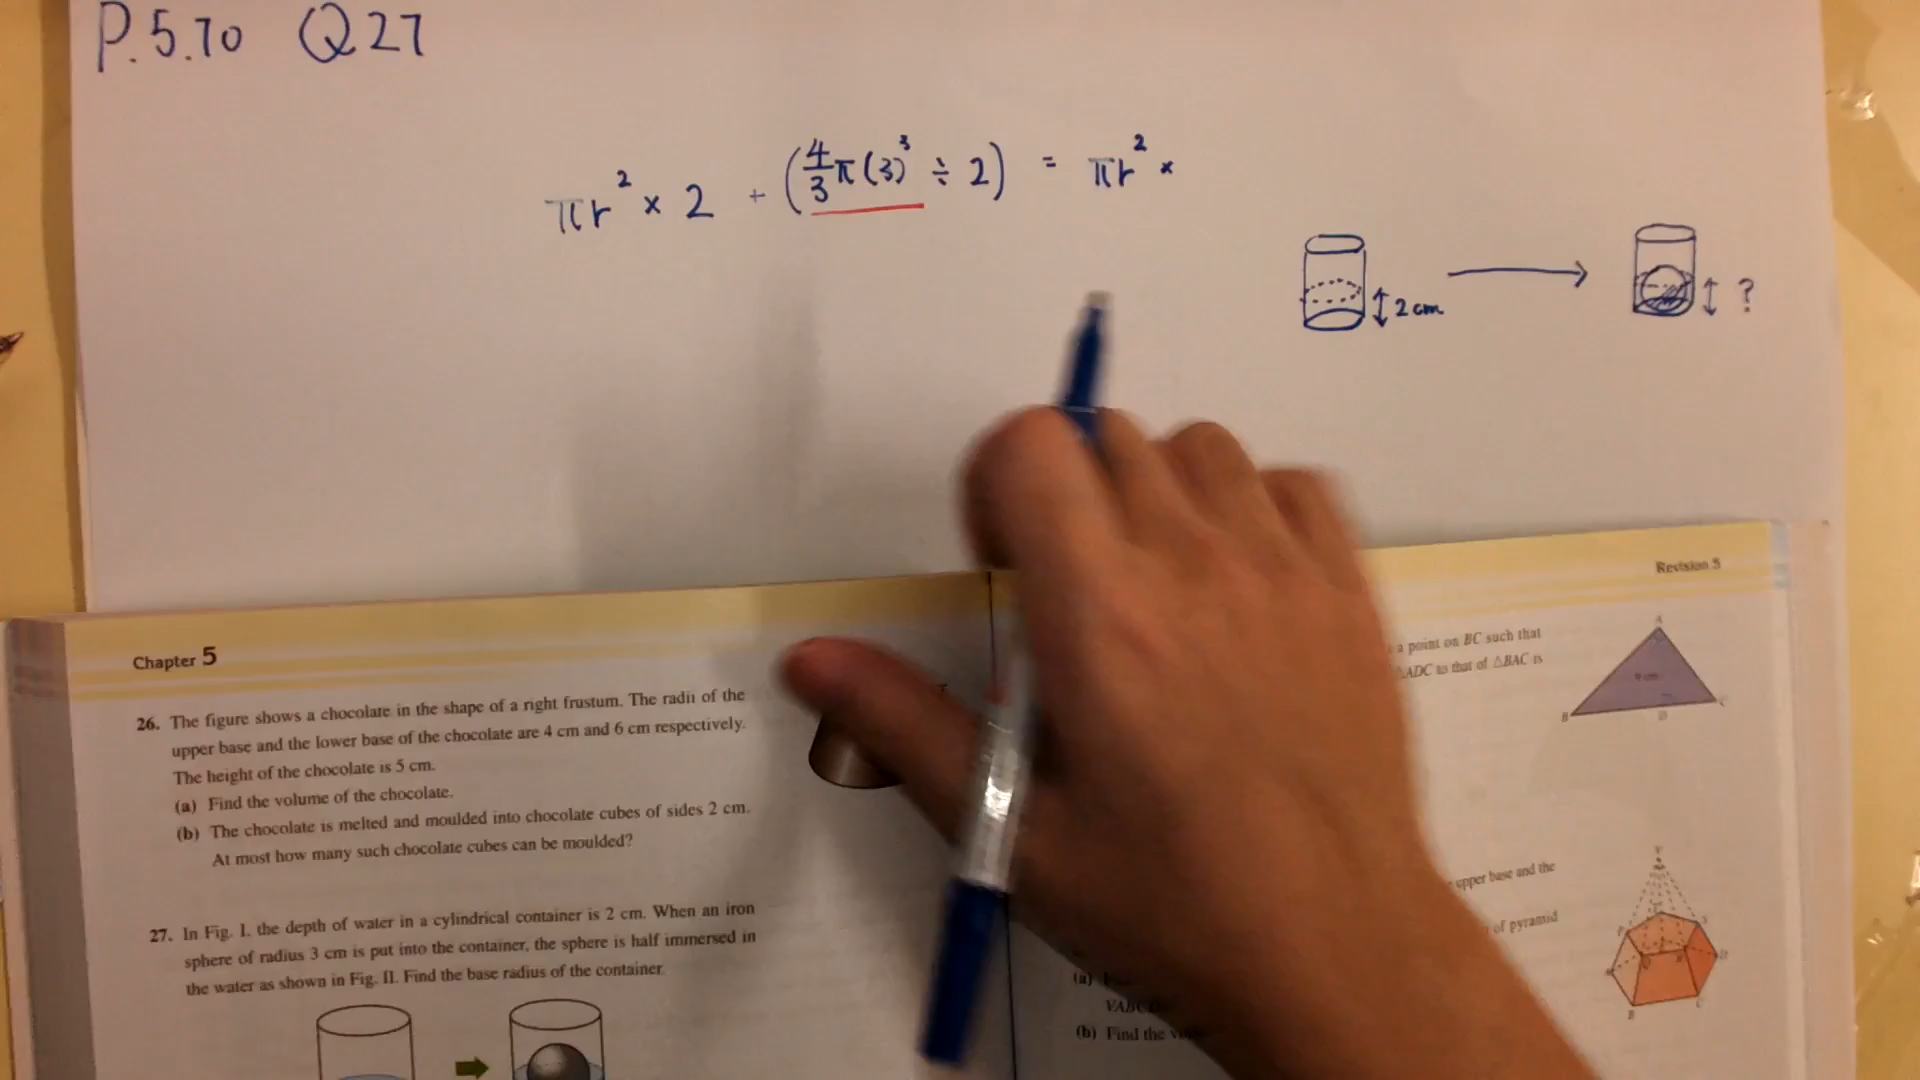 P.5.70 Q27
πr² × 2 + (4/3 π(3)³ ÷ 2) = πr² ×
2 cm
?
Chapter 5
26. The figure shows a chocolate in the shape of a right frustum. The radii of the
upper base and the lower base of the chocolate are 4 cm and 6 cm respectively.
The height of the chocolate is 5 cm.
(a) Find the volume of the chocolate.
(b) The chocolate is melted and moulded into chocolate cubes of sides 2 cm.
At most how many such chocolate cubes can be moulded?
27. In Fig. I, the depth of water in a cylindrical container is 2 cm. When an iron
sphere of radius 3 cm is put into the container, the sphere is half immersed in
the water as shown in Fig. II. Find the base radius of the container.
Revision 5
a point on BC such that
△ADC to that of △BAC is
A
9 cm
B
D
C
upper base and the
of pyramid
(a)
(b) Find the
V
B
C